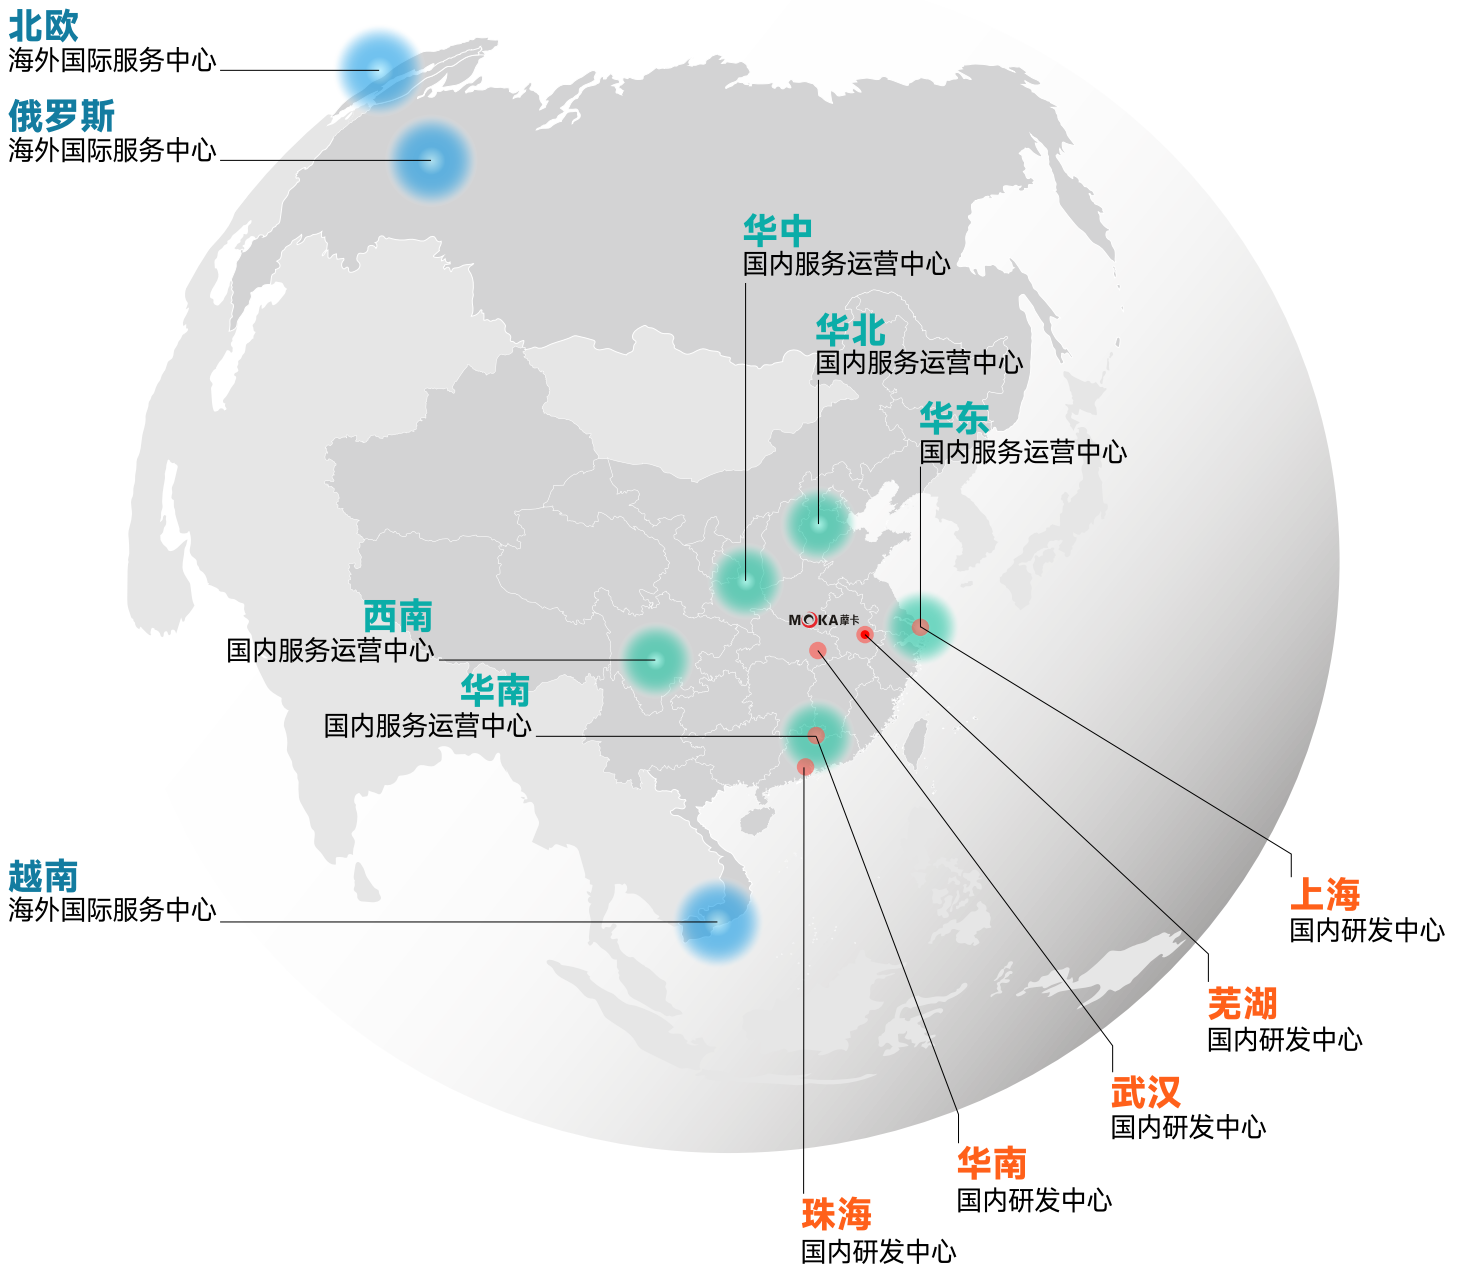 北欧
海外国际服务中心
俄罗斯
海外国际服务中心
华中
国内服务运营中心
华北
国内服务运营中心
华东
国内服务运营中心
西南
国内服务运营中心
MOKA藦卡
华南
国内服务运营中心
越南
海外国际服务中心
上海
国内研发中心
芜湖
国内研发中心
武汉
国内研发中心
华南
国内研发中心
珠海
国内研发中心